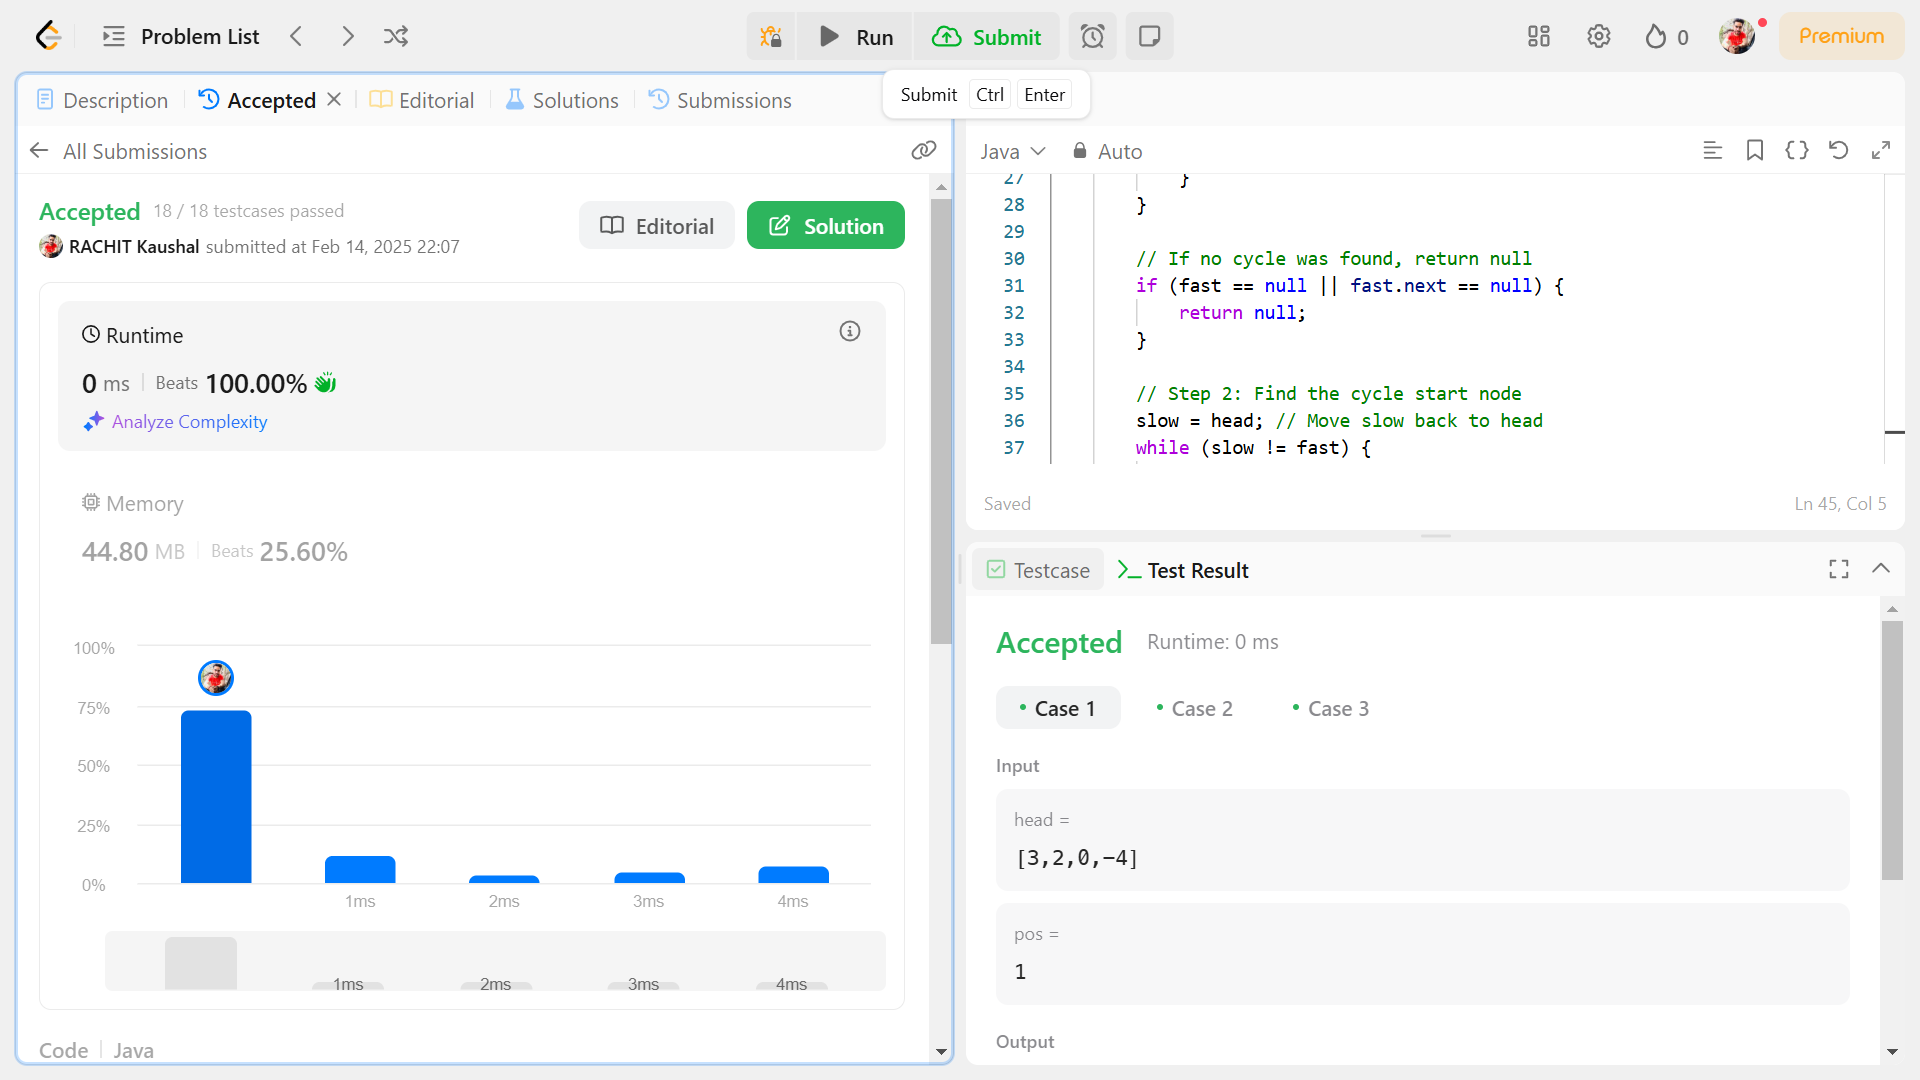 Problem List
Run
Submit
0
Premium
Description
Accepted
Editorial
Solutions
Submissions
Submit Ctrl Enter
All Submissions
Accepted 18 / 18 testcases passed
RACHIT Kaushal submitted at Feb 14, 2025 22:07
Editorial
Solution
Runtime
0 ms Beats 100.00%
Analyze Complexity
Memory
44.80 MB Beats 25.60%
100%
75%
50%
25%
0%
1ms 2ms 3ms 4ms
1ms 2ms 3ms 4ms
Code Java
Java Auto
27 }
28 }
29
30 // If no cycle was found, return null
31 if (fast == null || fast.next == null) {
32 return null;
33 }
34
35 // Step 2: Find the cycle start node
36 slow = head; // Move slow back to head
37 while (slow != fast) {
Saved Ln 45, Col 5
Testcase
Test Result
Accepted Runtime: 0 ms
Case 1 Case 2 Case 3
Input
head =
[3,2,0,-4]
pos =
1
Output